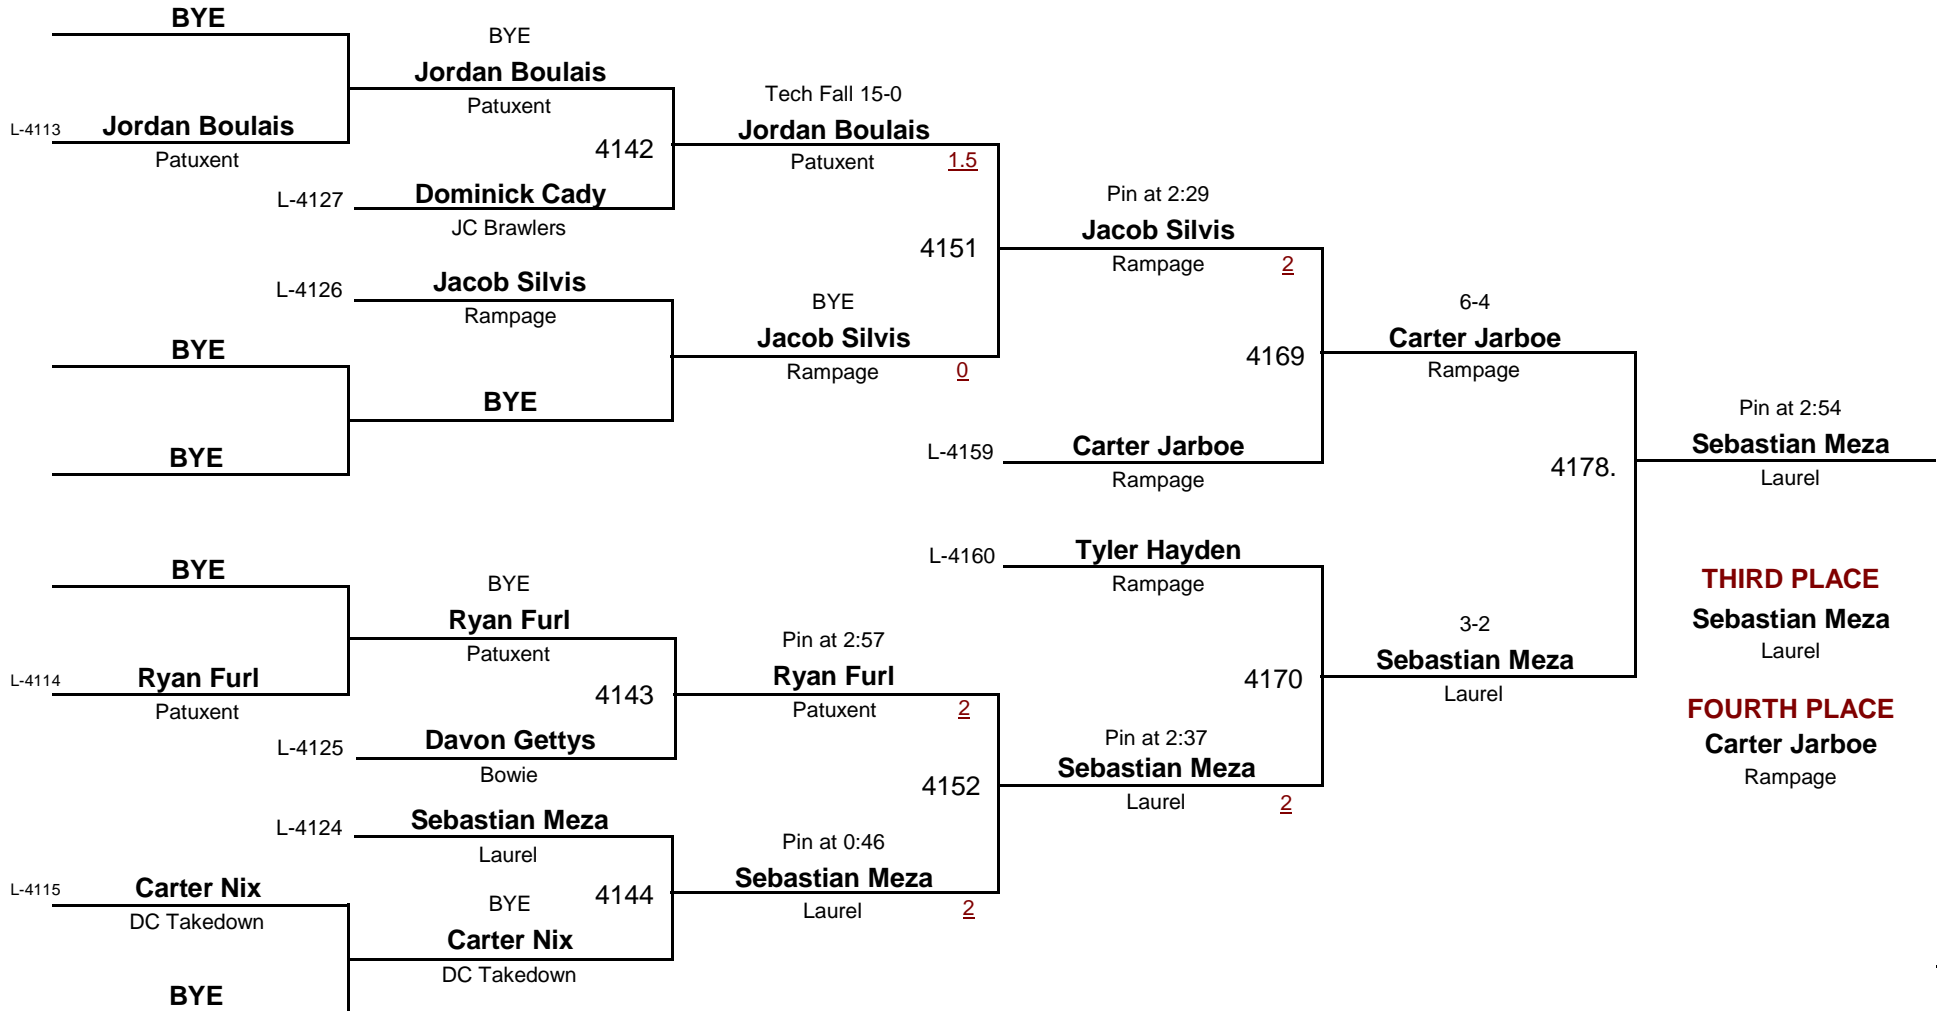 BYE
BYE
Jordan Boulais
Patuxent
L-4113 Jordan Boulais
Patuxent
4142
Tech Fall 15-0
Jordan Boulais
Patuxent 1.5
L-4127 Dominick Cady
JC Brawlers
4151
Pin at 2:29
Jacob Silvis
Rampage 2
L-4126 Jacob Silvis
Rampage
BYE
Jacob Silvis
Rampage 0
BYE
BYE
BYE
4169
6-4
Carter Jarboe
Rampage
L-4159 Carter Jarboe
Rampage
4178.
Pin at 2:54
Sebastian Meza
Laurel
L-4160 Tyler Hayden
Rampage
BYE
BYE
Ryan Furl
Patuxent
L-4114 Ryan Furl
Patuxent
4143
Pin at 2:57
Ryan Furl
Patuxent 2
4170
3-2
Sebastian Meza
Laurel
THIRD PLACE
Sebastian Meza
Laurel
FOURTH PLACE
Carter Jarboe
Rampage
L-4125 Davon Gettys
Bowie
4152
Pin at 2:37
Sebastian Meza
Laurel 2
L-4124 Sebastian Meza
Laurel
4144
Pin at 0:46
Sebastian Meza
Laurel 2
L-4115 Carter Nix
DC Takedown
BYE
Carter Nix
DC Takedown
BYE